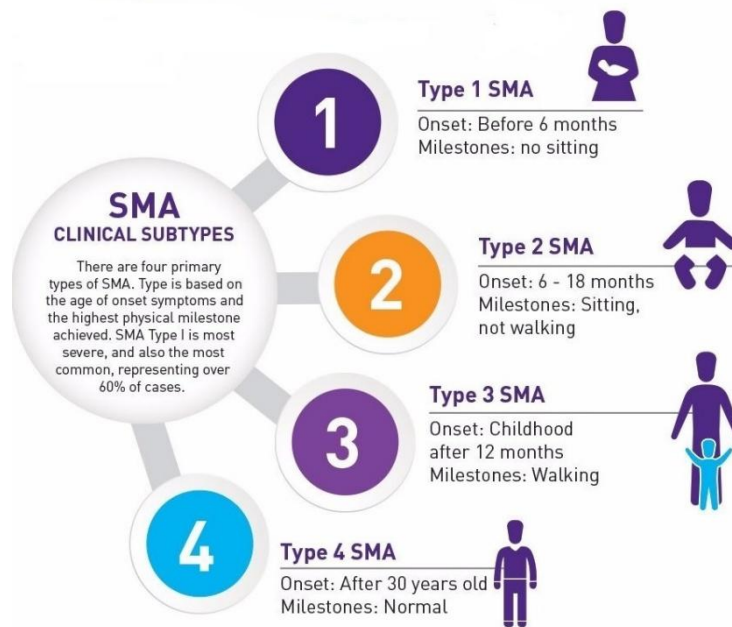 SMA
CLINICAL SUBTYPES
There are four primary
types of SMA. Type is based on
the age of onset symptoms and
the highest physical milestone
achieved. SMA Type I is most
severe, and also the most
common, representing over
60% of cases.
1
Type 1 SMA
Onset: Before 6 months
Milestones: no sitting
2
Type 2 SMA
Onset: 6 - 18 months
Milestones: Sitting,
not walking
3
Type 3 SMA
Onset: Childhood
after 12 months
Milestones: Walking
4
Type 4 SMA
Onset: After 30 years old
Milestones: Normal